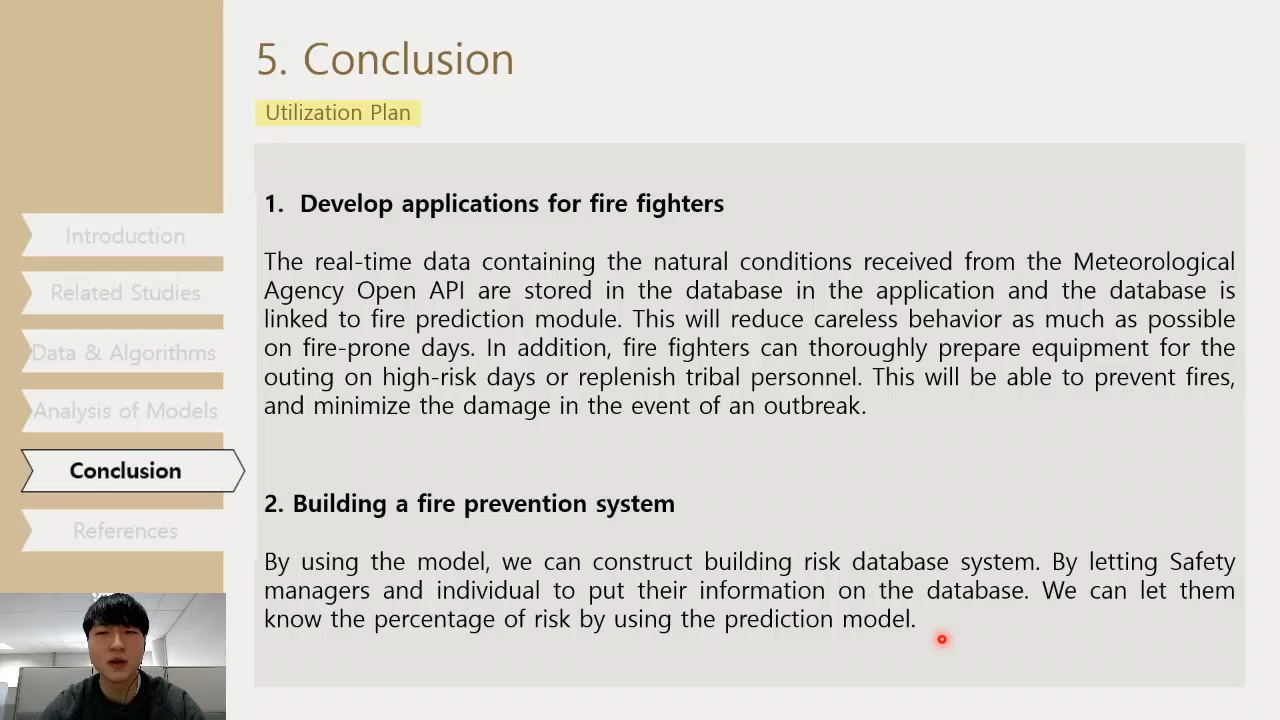 5. Conclusion
Utilization Plan
Introduction
Related Studies
Data & Algorithms
Analysis of Models
Conclusion
References
1. Develop applications for fire fighters
The real-time data containing the natural conditions received from the Meteorological
Agency Open API are stored in the database in the application and the database is
linked to fire prediction module. This will reduce careless behavior as much as possible
on fire-prone days. In addition, fire fighters can thoroughly prepare equipment for the
outing on high-risk days or replenish tribal personnel. This will be able to prevent fires,
and minimize the damage in the event of an outbreak.
2. Building a fire prevention system
By using the model, we can construct building risk database system. By letting Safety
managers and individual to put their information on the database. We can let them
know the percentage of risk by using the prediction model.